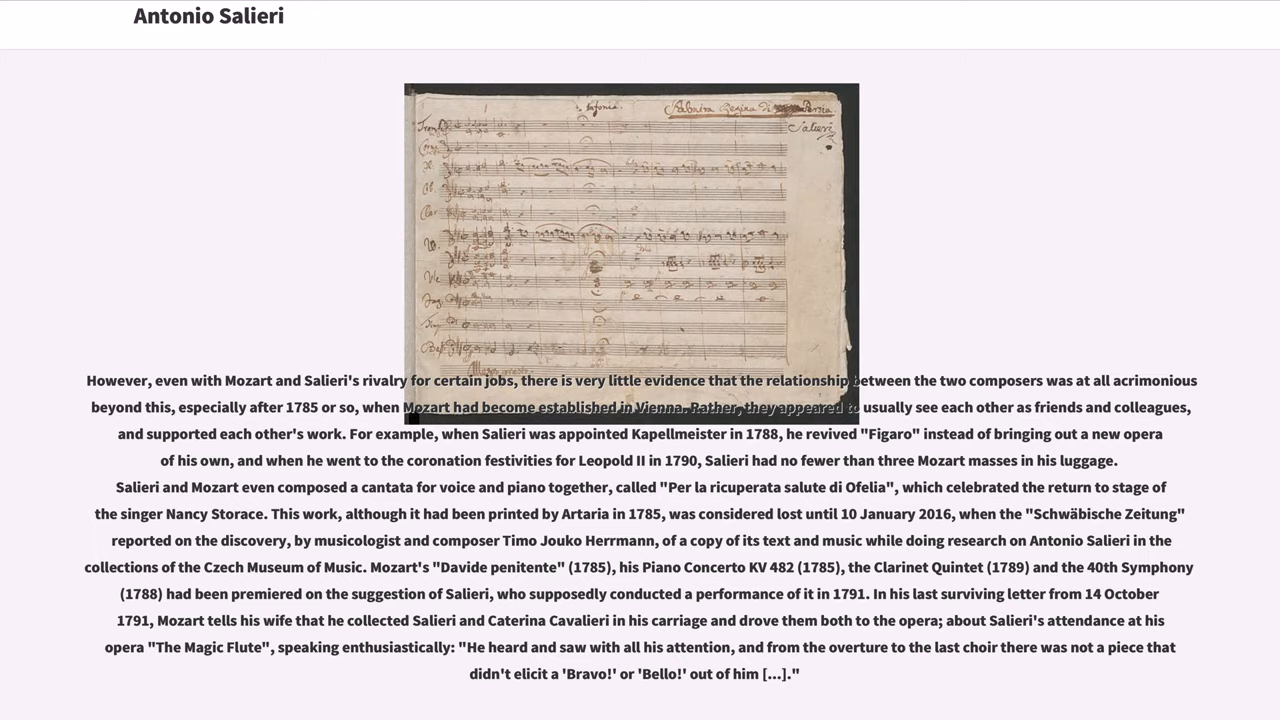 Antonio Salieri
Sinfonia.
Salieri
However, even with Mozart and Salieri's rivalry for certain jobs, there is very little evidence that the relationship between the two composers was at all acrimonious
beyond this, especially after 1785 or so, when Mozart had become established in Vienna. Rather, they appeared to usually see each other as friends and colleagues,
and supported each other's work. For example, when Salieri was appointed Kapellmeister in 1788, he revived "Figaro" instead of bringing out a new opera
of his own, and when he went to the coronation festivities for Leopold II in 1790, Salieri had no fewer than three Mozart masses in his luggage.
Salieri and Mozart even composed a cantata for voice and piano together, called "Per la ricuperata salute di Ofelia", which celebrated the return to stage of
the singer Nancy Storace. This work, although it had been printed by Artaria in 1785, was considered lost until 10 January 2016, when the "Schwäbische Zeitung"
reported on the discovery, by musicologist and composer Timo Jouko Herrmann, of a copy of its text and music while doing research on Antonio Salieri in the
collections of the Czech Museum of Music. Mozart's "Davide penitente" (1785), his Piano Concerto KV 482 (1785), the Clarinet Quintet (1789) and the 40th Symphony
(1788) had been premiered on the suggestion of Salieri, who supposedly conducted a performance of it in 1791. In his last surviving letter from 14 October
1791, Mozart tells his wife that he collected Salieri and Caterina Cavalieri in his carriage and drove them both to the opera; about Salieri's attendance at his
opera "The Magic Flute", speaking enthusiastically: "He heard and saw with all his attention, and from the overture to the last choir there was not a piece that
didn't elicit a 'Bravo!' or 'Bello!' out of him [...]."